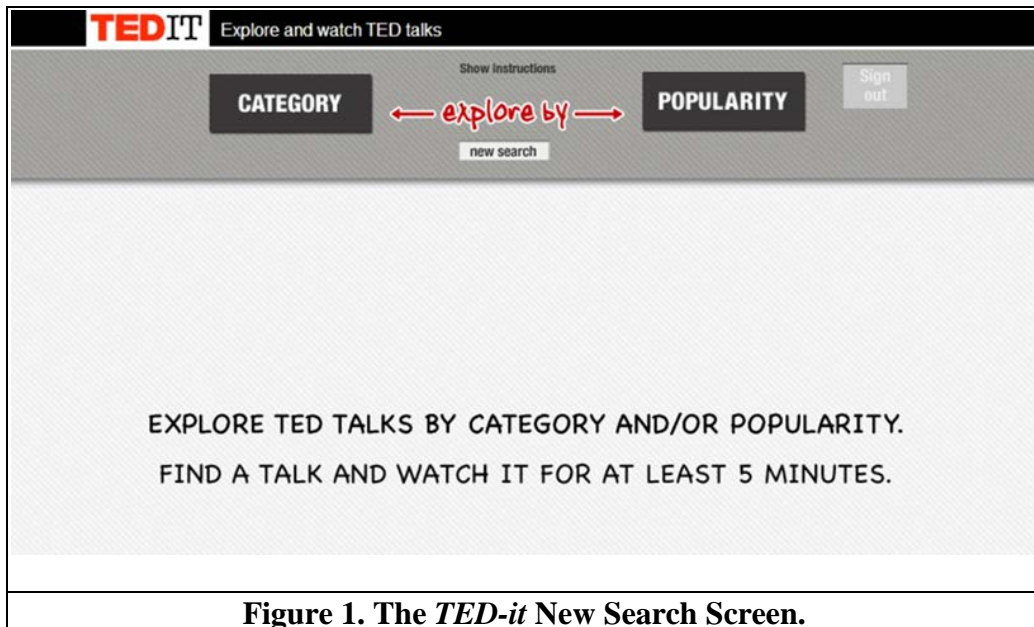 TEDIT Explore and watch TED talks
Show instructions
CATEGORY explore by POPULARITY Sign out
new search
EXPLORE TED TALKS BY CATEGORY AND/OR POPULARITY.
FIND A TALK AND WATCH IT FOR AT LEAST 5 MINUTES.
Figure 1. The TED-it New Search Screen.